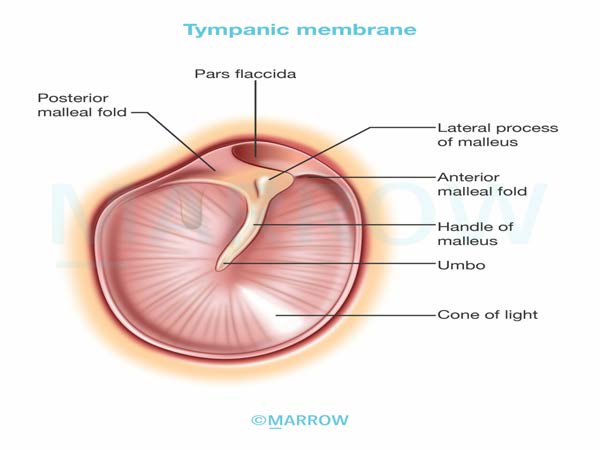 Tympanic membrane
Pars flaccida
Posterior
malleal fold
Lateral process
of malleus
Anterior
malleal fold
Handle of
malleus
Umbo
Cone of light
MARROW
©MARROW